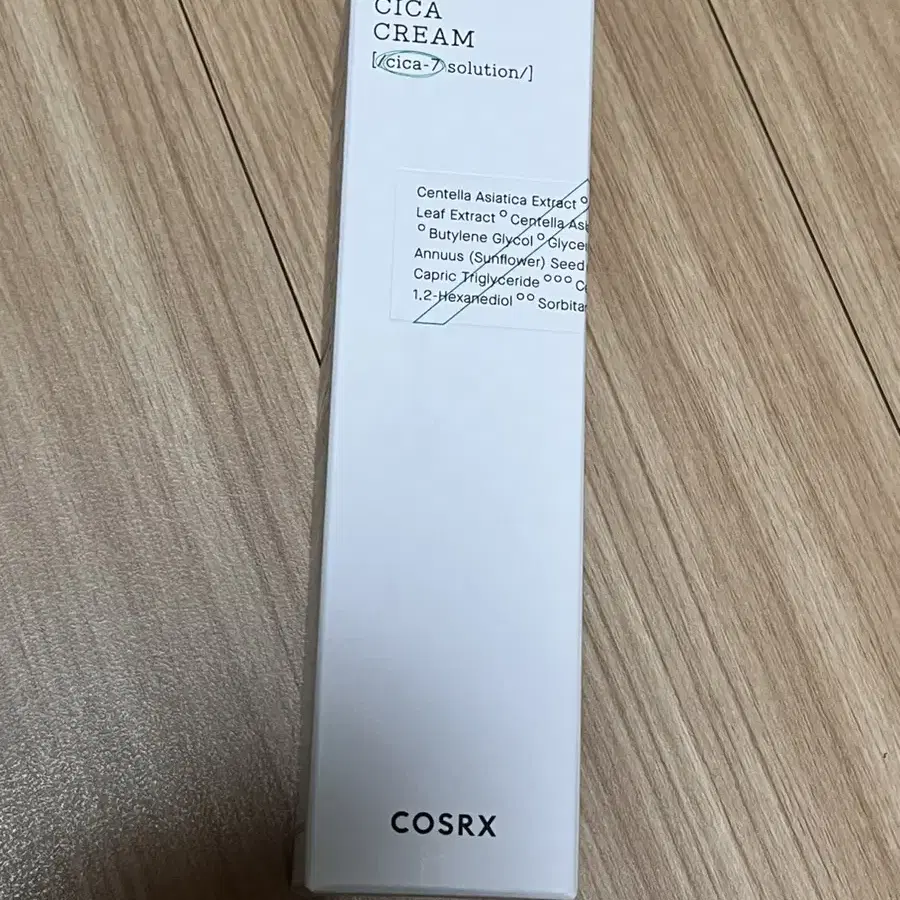 CICA
CREAM
[/cica-7 solution/]
Centella Asiatica Extract °
Leaf Extract ° Centella Asi
° Butylene Glycol ° Glyce
Annuus (Sunflower) Seed
Capric Triglyceride °°° C
1,2-Hexanediol °° Sorbita
COSRX